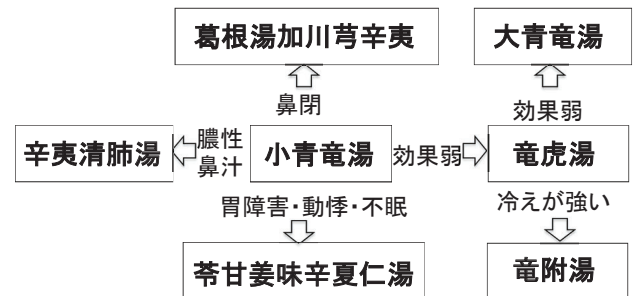 葛根湯加川芎辛夷
大青竜湯
鼻閉
効果弱
辛夷清肺湯
膿性
鼻汁
小青竜湯
効果弱
竜虎湯
胃障害・動悸・不眠
冷えが強い
苓甘姜味辛夏仁湯
竜附湯